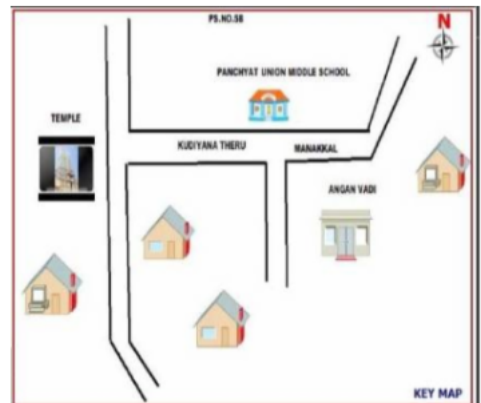 PS.NO.58
N
PANCHYAT UNION MIDDLE SCHOOL
TEMPLE
KUDIYANA THERU
MANAKKAL
ANGAN VADI
KEY MAP